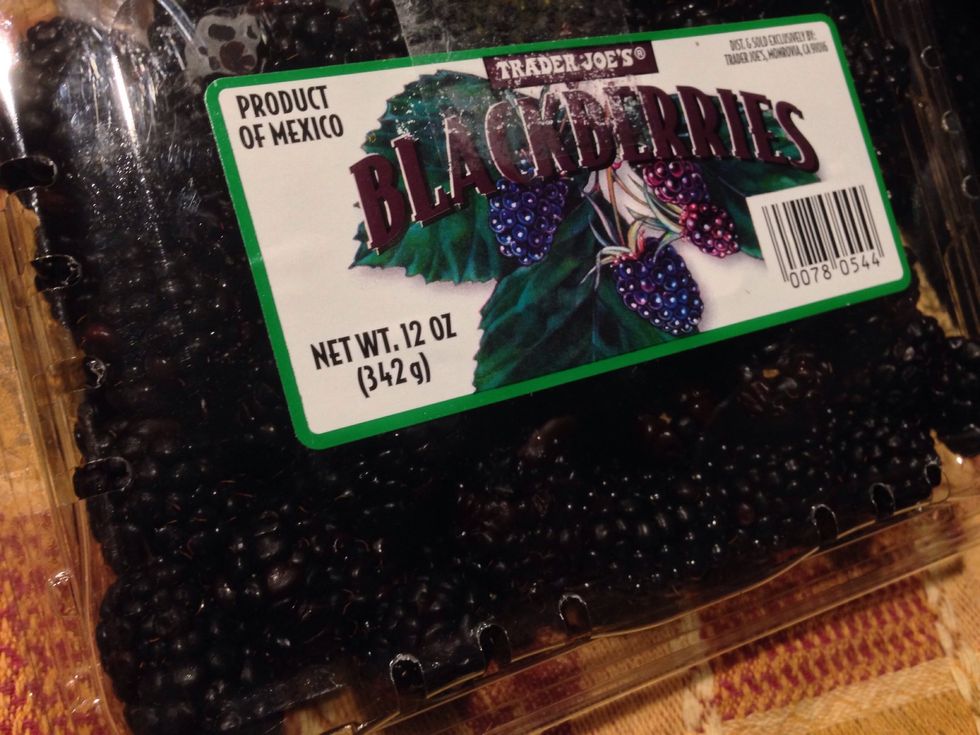 PRODUCT
OF MEXICO
TRADER JOE'S®
DIST. & SOLD EXCLUSIVELY BY:
TRADER JOE'S, MONROVIA, CA 91016
BLACKBERRIES
NET WT. 12 OZ
(342 g)
0078 0544